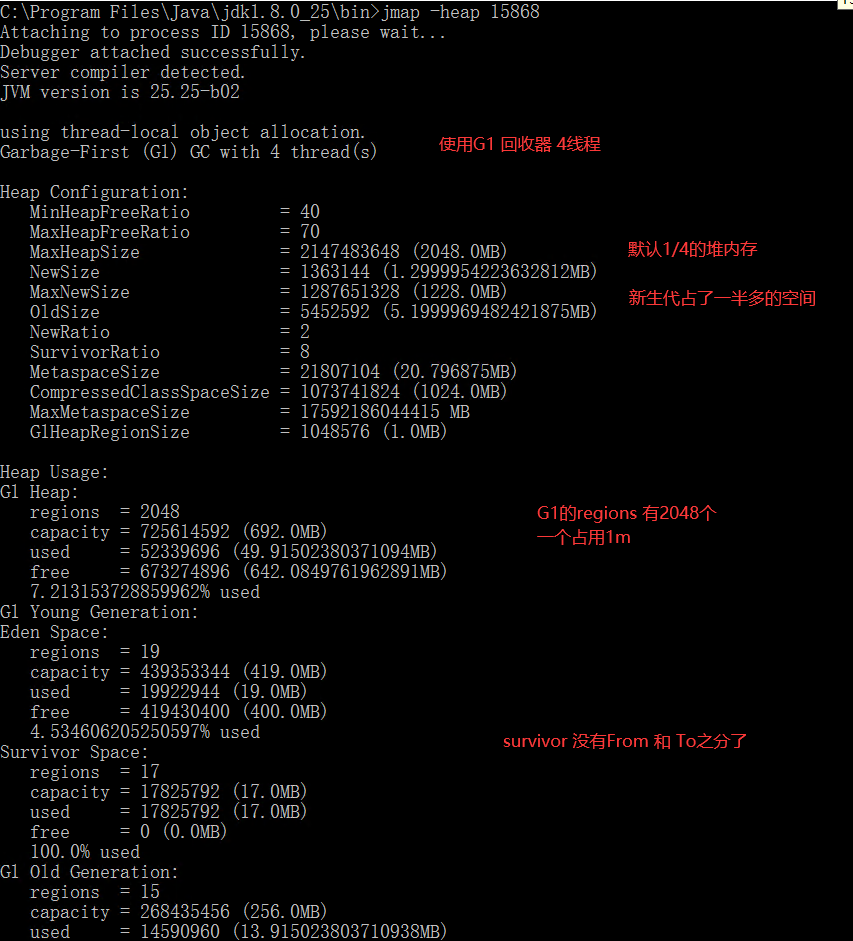 C:\Program Files\Java\jdk1.8.0_25\bin>jmap -heap 15868
Attaching to process ID 15868, please wait...
Debugger attached successfully.
Server compiler detected.
JVM version is 25.25-b02
using thread-local object allocation.
Garbage-First (G1) GC with 4 thread(s)
使用G1 回收器 4线程
Heap Configuration:
MinHeapFreeRatio = 40
MaxHeapFreeRatio = 70
MaxHeapSize = 2147483648 (2048.0MB)
默认1/4的堆内存
NewSize = 1363144 (1.2999954223632812MB)
MaxNewSize = 1287651328 (1228.0MB)
新生代占了一半多的空间
OldSize = 5452592 (5.1999969482421875MB)
NewRatio = 2
SurvivorRatio = 8
MetaspaceSize = 21807104 (20.796875MB)
CompressedClassSpaceSize = 1073741824 (1024.0MB)
MaxMetaspaceSize = 17592186044415 MB
G1HeapRegionSize = 1048576 (1.0MB)
Heap Usage:
G1 Heap:
regions = 2048
G1的regions 有2048个
capacity = 725614592 (692.0MB)
一个占用1m
used = 52339696 (49.91502380371094MB)
free = 673274896 (642.0849761962891MB)
7.213153728859962% used
G1 Young Generation:
Eden Space:
regions = 19
capacity = 439353344 (419.0MB)
used = 19922944 (19.0MB)
free = 419430400 (400.0MB)
4.534606205250597% used
survivor 没有From 和 To之分了
Survivor Space:
regions = 17
capacity = 17825792 (17.0MB)
used = 17825792 (17.0MB)
free = 0 (0.0MB)
100.0% used
G1 Old Generation:
regions = 15
capacity = 268435456 (256.0MB)
used = 14590960 (13.915023803710938MB)